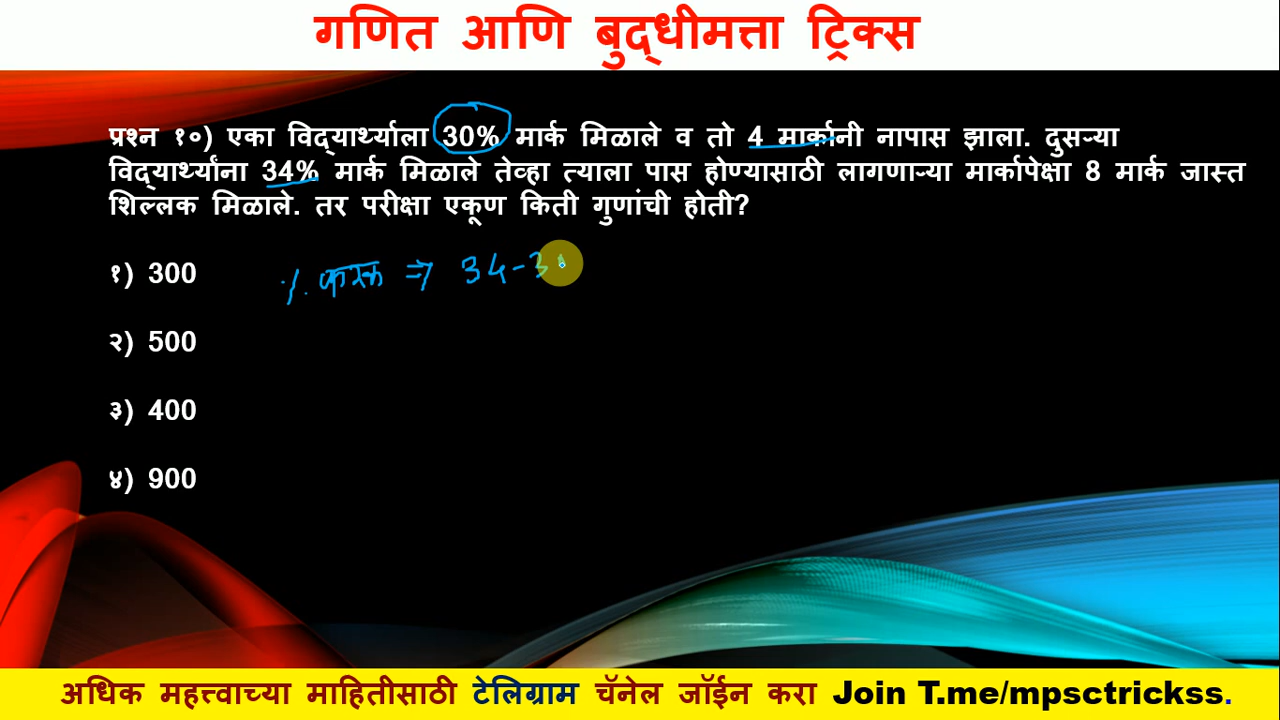 गणित आणि बुद्धीमत्ता ट्रिक्स
प्रश्न १०) एका विद्यार्थ्याला 30% मार्क मिळाले व तो 4 मार्कानी नापास झाला. दुसऱ्या
विद्यार्थ्यांना 34% मार्क मिळाले तेव्हा त्याला पास होण्यासाठी लागणाऱ्या मार्कापेक्षा 8 मार्क जास्त
शिल्लक मिळाले. तर परीक्षा एकूण किती गुणांची होती?
१) 300
% फरक ⇒ 34-3
२) 500
३) 400
४) 900
अधिक महत्त्वाच्या माहितीसाठी टेलिग्राम चॅनेल जॉईन करा Join T.me/mpsctrickss.